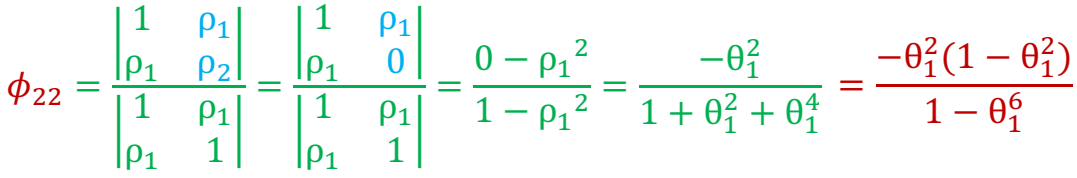 ϕ₂₂ = |1 ρ₁; ρ₁ ρ₂| / |1 ρ₁; ρ₁ 1| = |1 ρ₁; ρ₁ 0| / |1 ρ₁; ρ₁ 1| = (0 − ρ₁²) / (1 − ρ₁²) = −θ₁² / (1 + θ₁² + θ₁⁴) = −θ₁²(1 − θ₁²) / (1 − θ₁⁶)